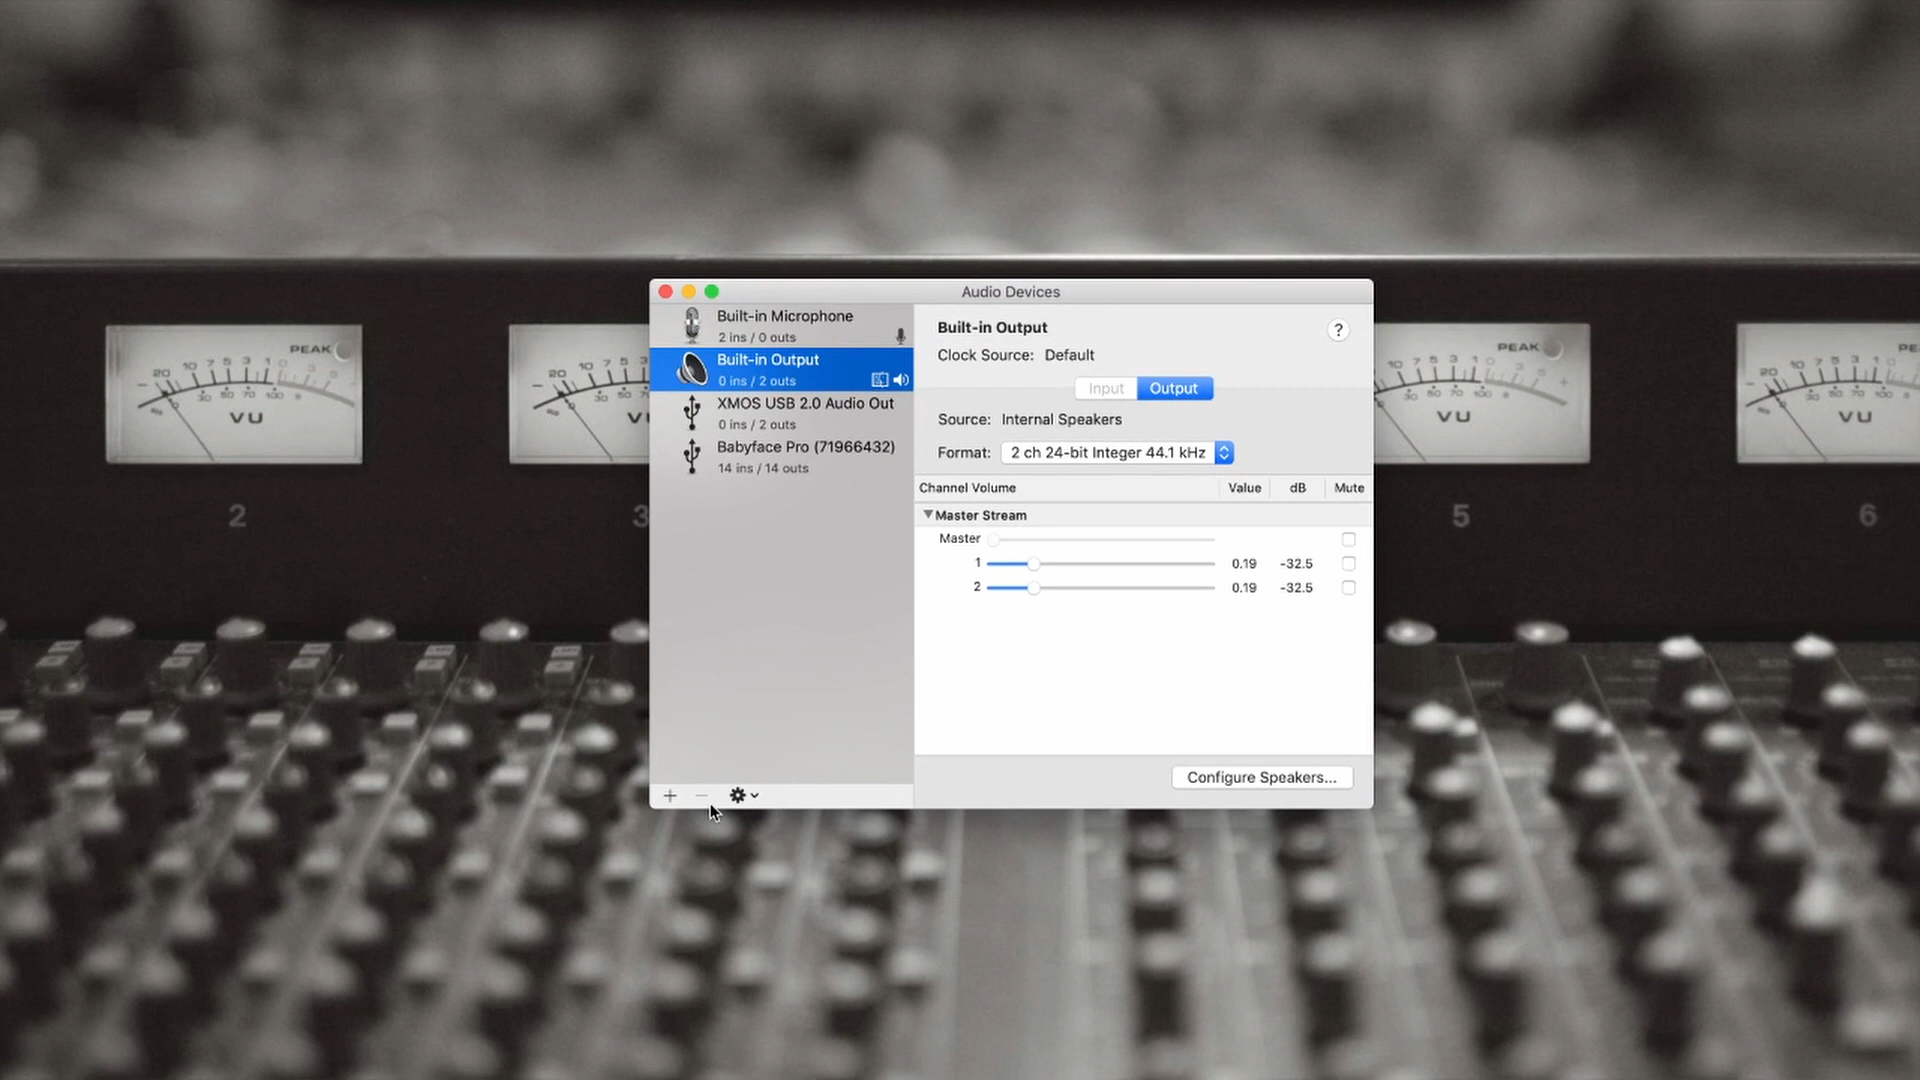 Audio Devices
Built-in Microphone
2 ins / 0 outs
Built-in Output
0 ins / 2 outs
XMOS USB 2.0 Audio Out
0 ins / 2 outs
Babyface Pro (71966432)
14 ins / 14 outs
Built-in Output
?
Clock Source: Default
Input Output
Source: Internal Speakers
Format: 2 ch 24-bit Integer 44.1 kHz
Channel Volume Value dB Mute
Master Stream
Master
1 0.19 -32.5
2 0.19 -32.5
Configure Speakers...
PEAK
VU
2
3
PEAK
VU
5
VU
6